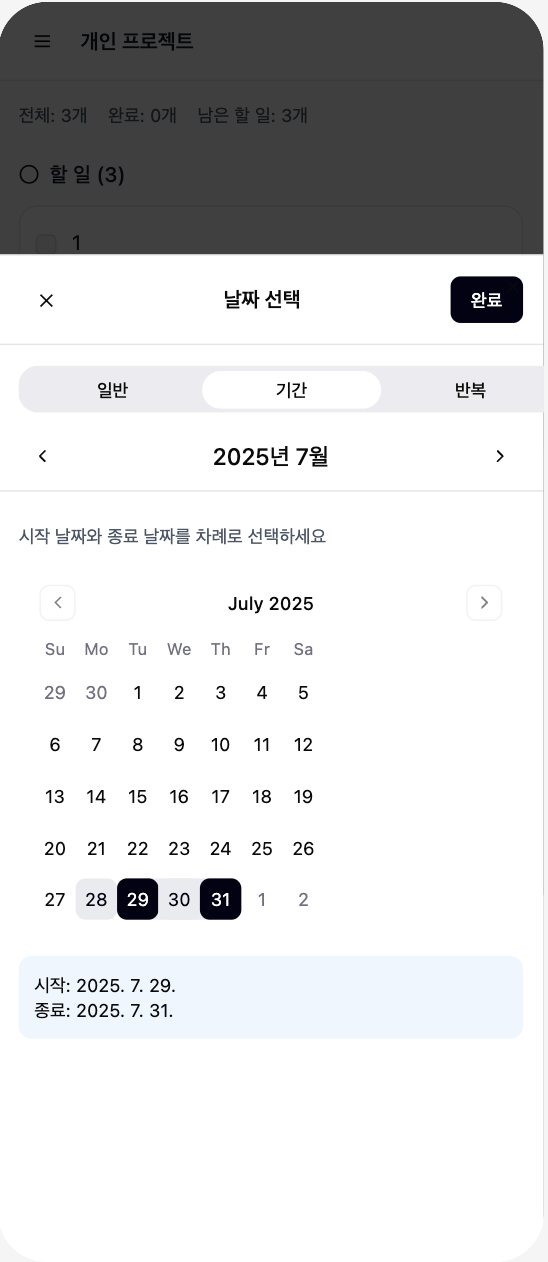 개인 프로젝트
전체: 3개 완료: 0개 남은 할 일: 3개
할 일 (3)
1
날짜 선택 완료
일반 기간 반복
2025년 7월
시작 날짜와 종료 날짜를 차례로 선택하세요
July 2025
Su Mo Tu We Th Fr Sa
29 30 1 2 3 4 5
6 7 8 9 10 11 12
13 14 15 16 17 18 19
20 21 22 23 24 25 26
27 28 29 30 31 1 2
시작: 2025. 7. 29.
종료: 2025. 7. 31.